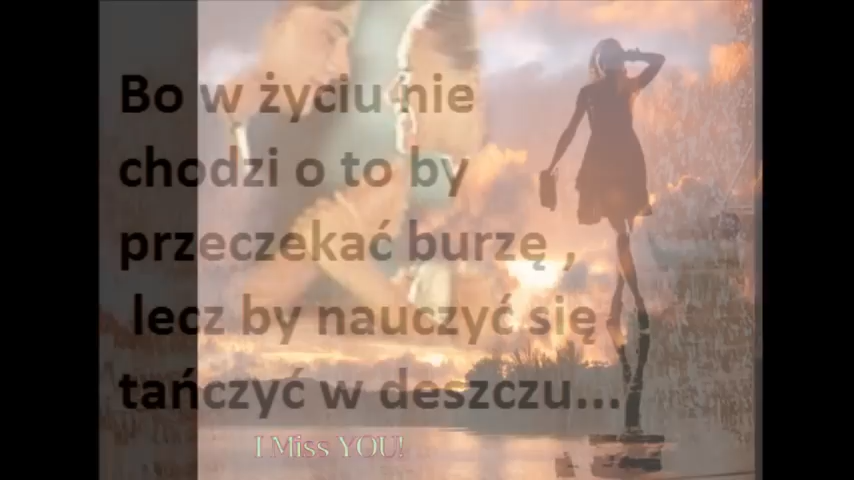 Bo w życiu nie
chodzi o to by
przeczekać burzę ,
lecz by nauczyć się
tańczyć w deszczu...
I Miss YOU!